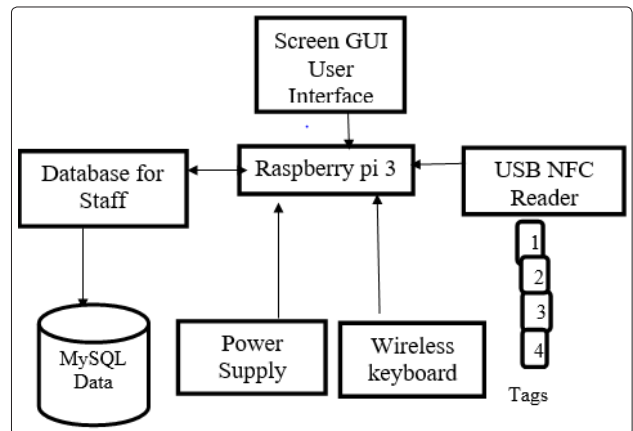 Screen GUI
User
Interface
Raspberry pi 3
Database for
Staff
USB NFC
Reader
1
2
3
4
Tags
MySQL
Data
Power
Supply
Wireless
keyboard